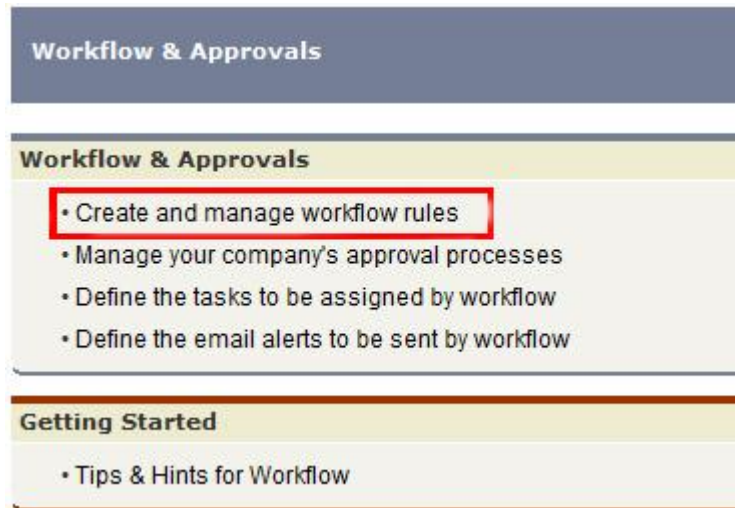 Workflow & Approvals
Workflow & Approvals
• Create and manage workflow rules
• Manage your company's approval processes
• Define the tasks to be assigned by workflow
• Define the email alerts to be sent by workflow
Getting Started
• Tips & Hints for Workflow